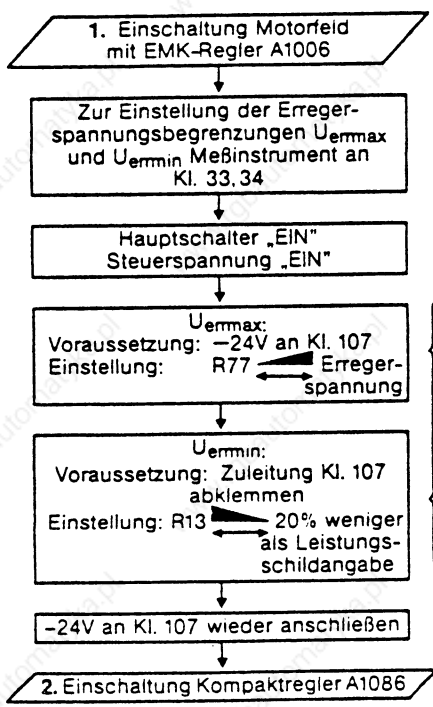 1. Einschaltung Motorfeld
mit EMK-Regler A1006
Zur Einstellung der Erreger-
spannungsbegrenzungen Uerrmax
und Uerrmin Meßinstrument an
Kl. 33, 34
Hauptschalter „EIN"
Steuerspannung „EIN"
Uerrmax:
Voraussetzung: −24V an Kl. 107
Einstellung: R77 Erreger-
spannung
Uerrmin:
Voraussetzung: Zuleitung Kl. 107
abklemmen
Einstellung: R13 20% weniger
als Leistungs-
schildangabe
−24V an Kl. 107 wieder anschließen
2. Einschaltung Kompaktregler A1086